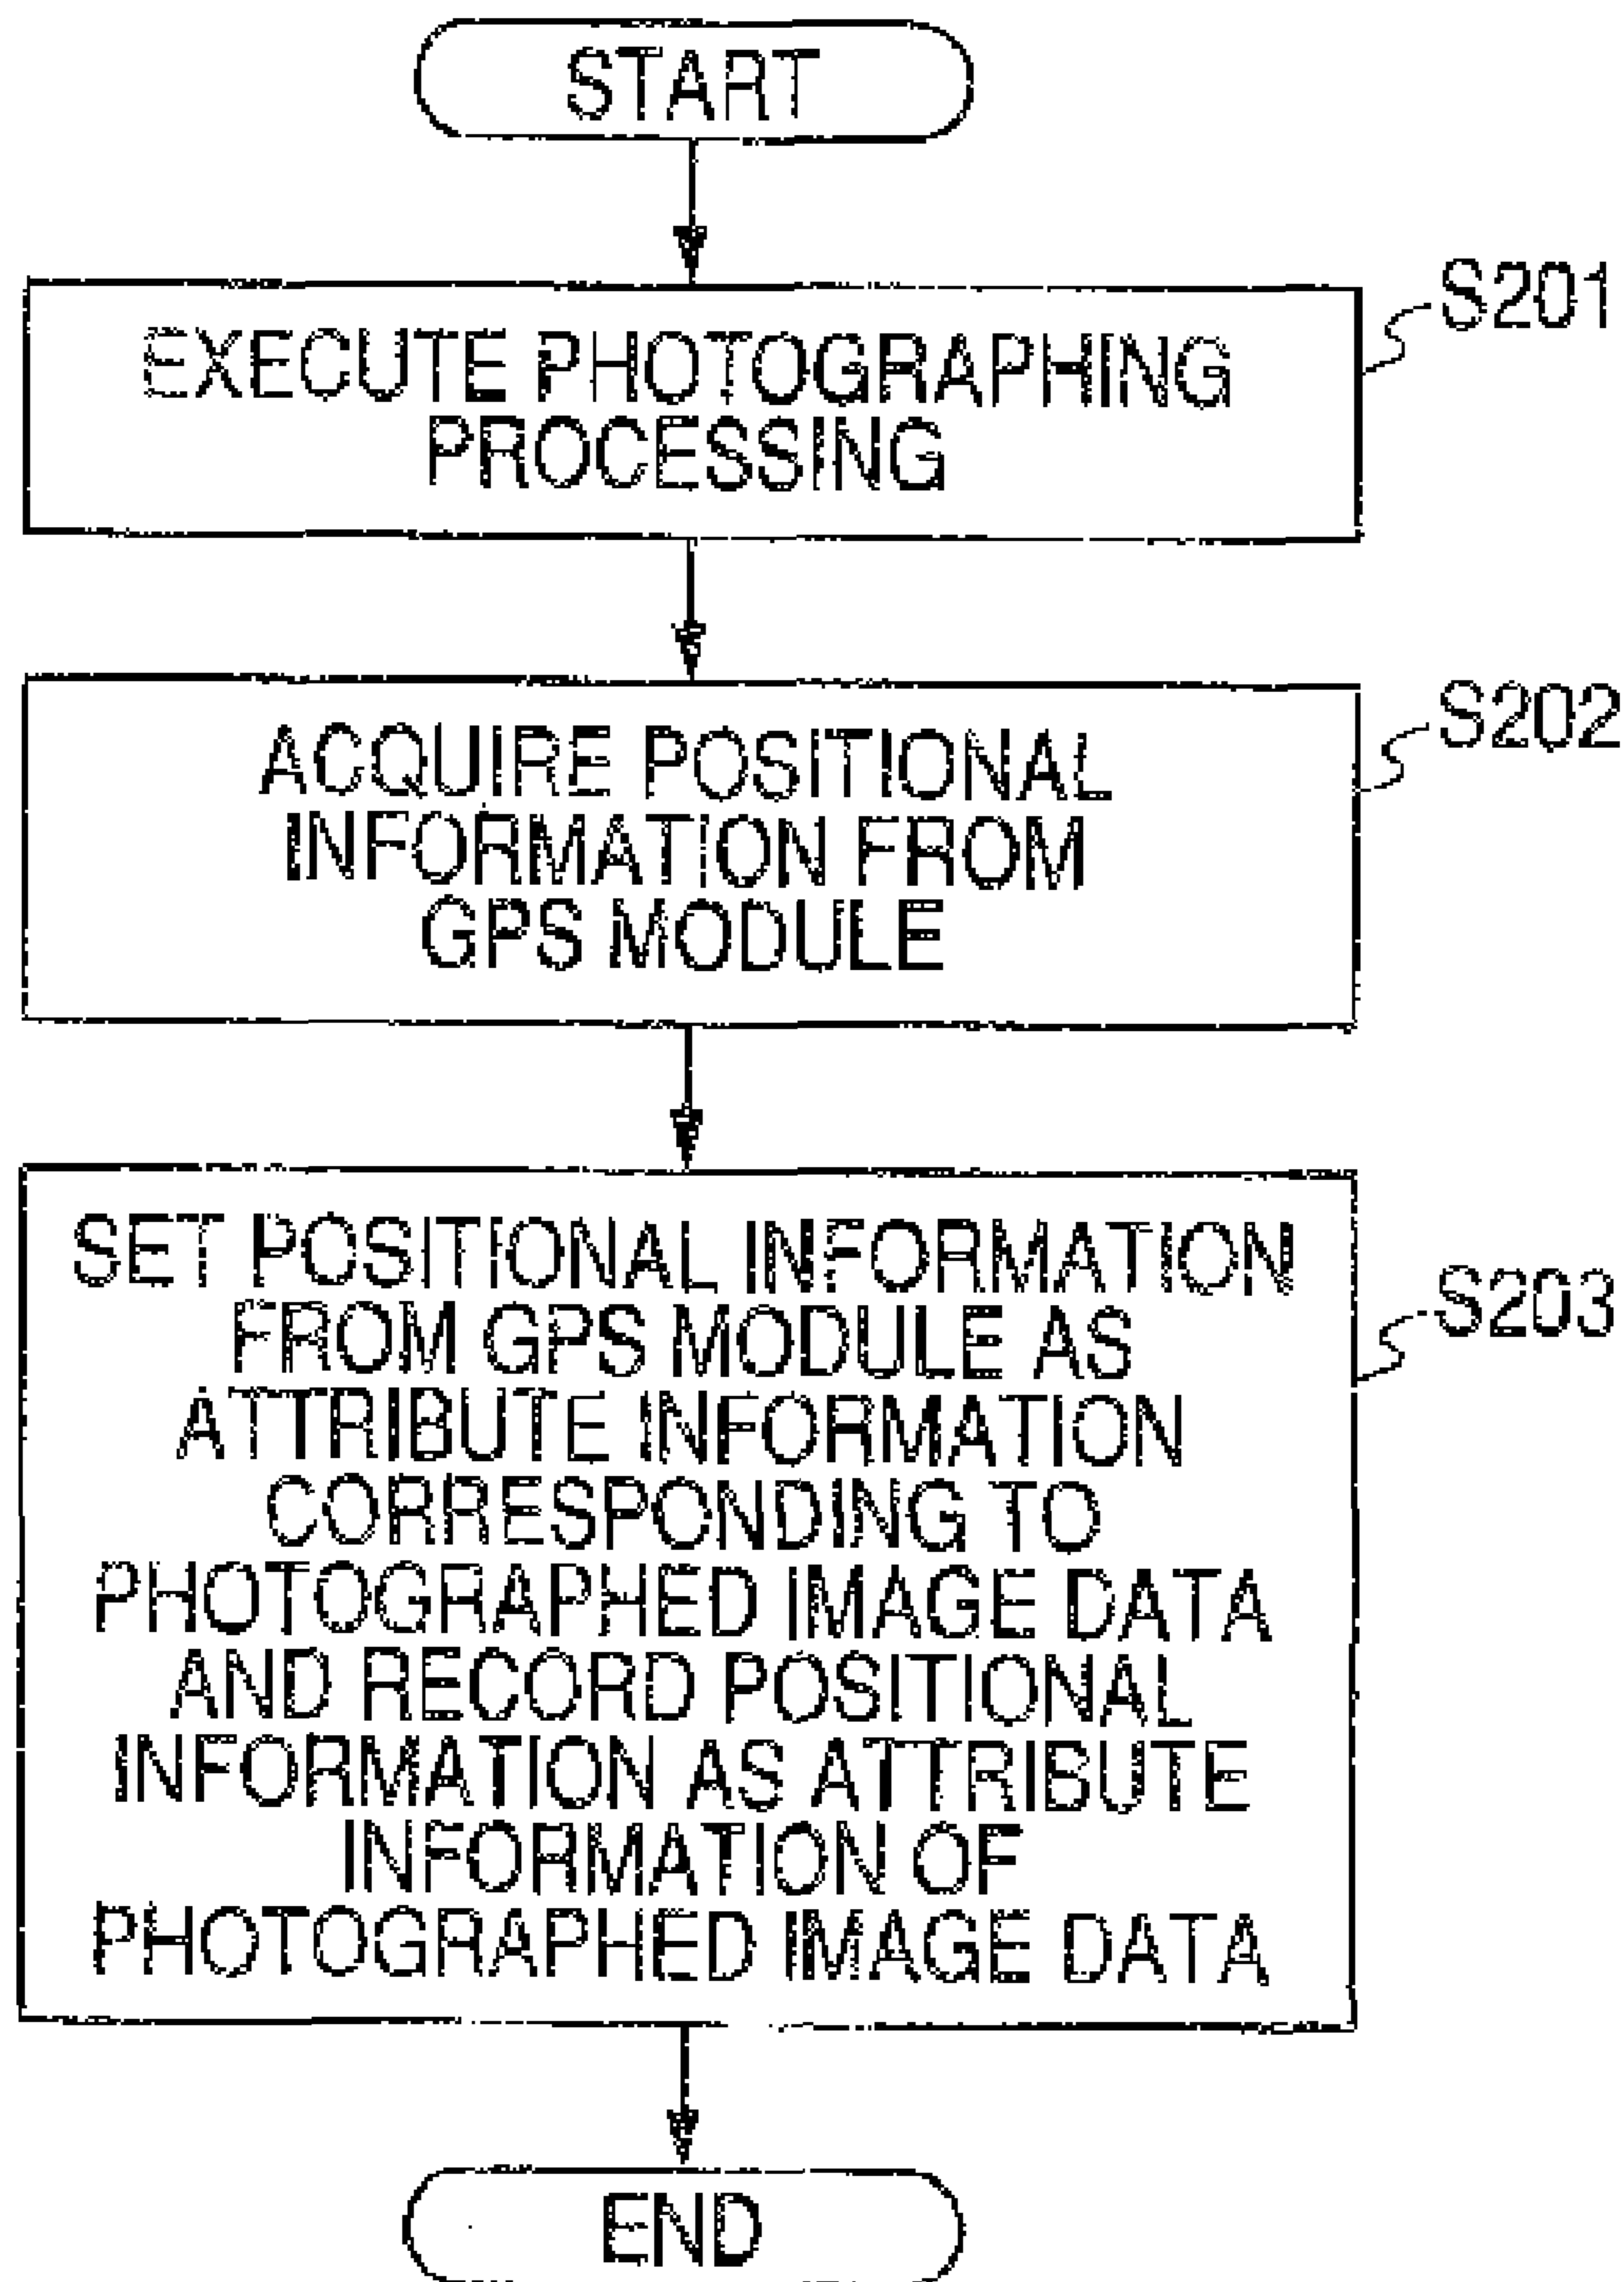 START
EXECUTE PHOTOGRAPHING
PROCESSING
S201
ACQUIRE POSITIONAL
INFORMATION FROM
GPS MODULE
S202
SET POSITIONAL INFORMATION
FROM GPS MODULE AS
ATTRIBUTE INFORMATION
CORRESPONDING TO
PHOTOGRAPHED IMAGE DATA
AND RECORD POSITIONAL
INFORMATION AS ATTRIBUTE
INFORMATION OF
PHOTOGRAPHED IMAGE DATA
S203
END